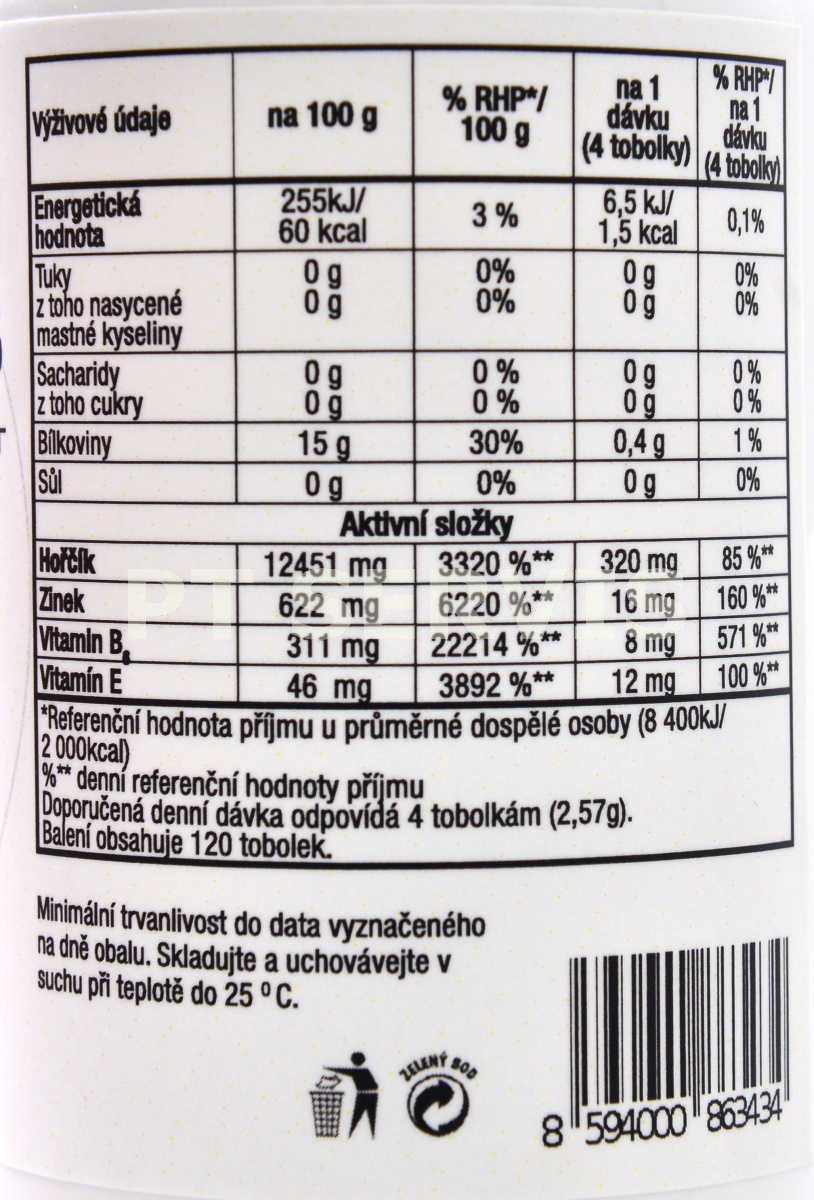 Výživové údaje na 100 g % RHP*/ 100 g na 1 dávku (4 tobolky) % RHP*/ na 1 dávku (4 tobolky)
Energetická hodnota 255kJ/ 60 kcal 3 % 6,5 kJ/ 1,5 kcal 0,1%
Tuky 0 g 0% 0 g 0%
z toho nasycené mastné kyseliny 0 g 0% 0 g 0%
Sacharidy 0 g 0 % 0 g 0 %
z toho cukry 0 g 0 % 0 g 0 %
Bílkoviny 15 g 30% 0,4 g 1 %
Sůl 0 g 0% 0 g 0%
Aktivní složky
Hořčík 12451 mg 3320 %** 320 mg 85 %**
Zinek 622 mg 6220 %** 16 mg 160 %**
Vitamin B6 311 mg 22214 %** 8 mg 571 %**
Vitamín E 46 mg 3892 %** 12 mg 100 %**
PT SERVIS
*Referenční hodnota příjmu u průměrné dospělé osoby (8 400kJ/
2 000kcal)
%** denní referenční hodnoty příjmu
Doporučená denní dávka odpovídá 4 tobolkám (2,57g).
Balení obsahuje 120 tobolek.
Minimální trvanlivost do data vyznačeného
na dně obalu. Skladujte a uchovávejte v
suchu při teplotě do 25 °C.
ZELENÝ BOD
8 594000 863434